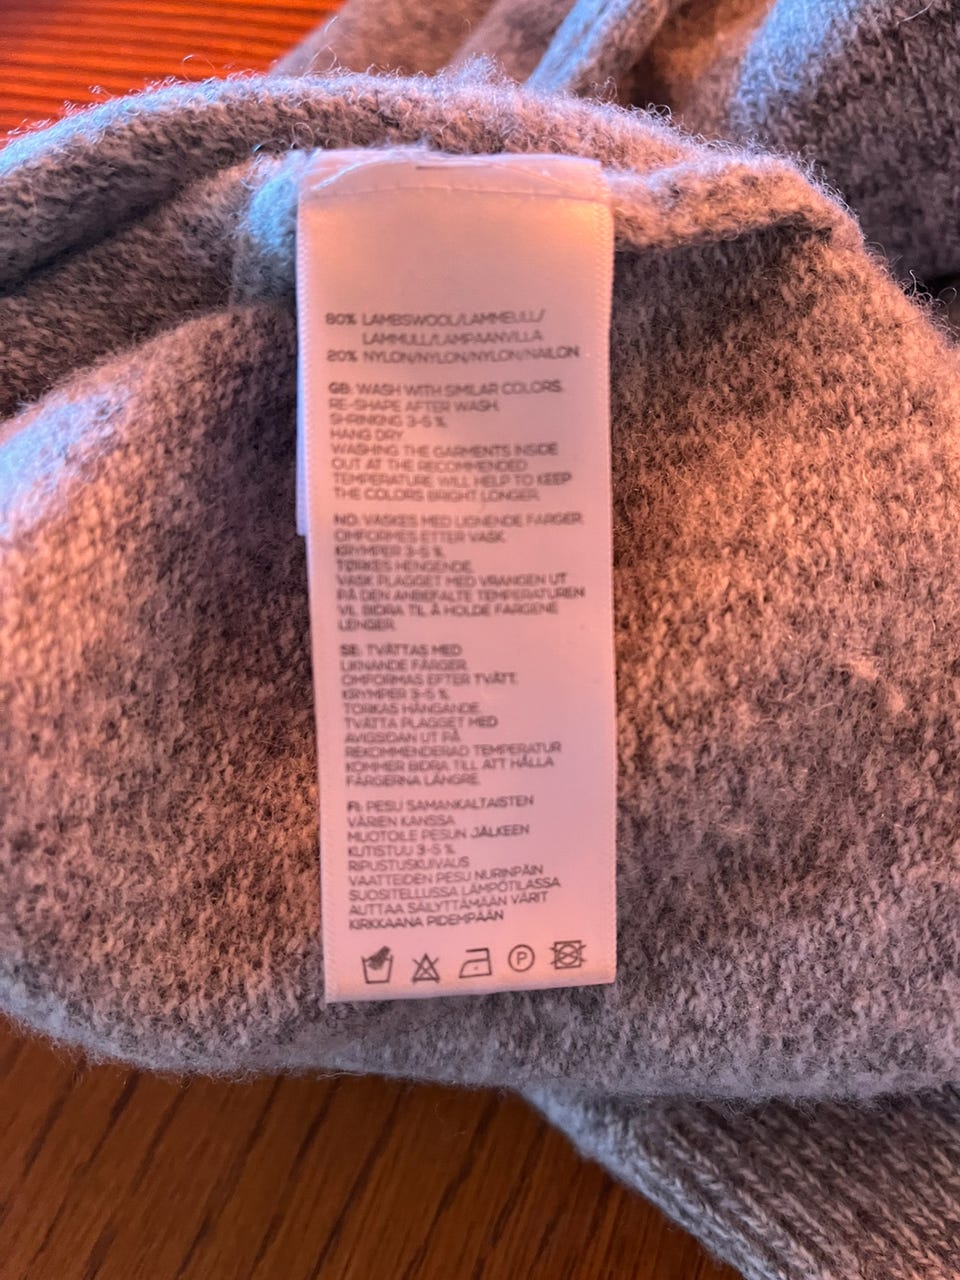 80% LAMBSWOOL/LAMMEULL/
LAMMULL/LAMPAANVILLA
20% NYLON/NYLON/NYLON/NAILON
GB: WASH WITH SIMILAR COLORS.
RE-SHAPE AFTER WASH.
SHRINKING 3-5 %.
HANG DRY
WASHING THE GARMENTS INSIDE
OUT AT THE RECOMMENDED
TEMPERATURE WILL HELP TO KEEP
THE COLORS BRIGHT LONGER.
NO: VASKES MED LIGNENDE FARGER.
OMFORMES ETTER VASK.
KRYMPER 3-5 %.
TØRKES HENGENDE.
VASK PLAGGET MED VRANGEN UT
PÅ DEN ANBEFALTE TEMPERATUREN
VIL BIDRA TIL Å HOLDE FARGENE
LENGER.
SE: TVÄTTAS MED
LIKNANDE FÄRGER.
OMFORMAS EFTER TVÄTT.
KRYMPER 3-5 %.
TORKAS HÄNGANDE.
TVÄTTA PLAGGET MED
AVIGSIDAN UT PÅ
REKOMMENDERAD TEMPERATUR
KOMMER BIDRA TILL ATT HÅLLA
FÄRGERNA LÄNGRE.
FI: PESU SAMANKALTAISTEN
VÄRIEN KANSSA
MUOTOILE PESUN JÄLKEEN
KUTISTUU 3-5 %.
RIPUSTUSKUIVAUS
VAATTEIDEN PESU NURINPÄIN
SUOSITELLUSSA LÄMPÖTILASSA
AUTTAA SÄILYTTÄMÄÄN VÄRIT
KIRKKAANA PIDEMPÄÄN
P